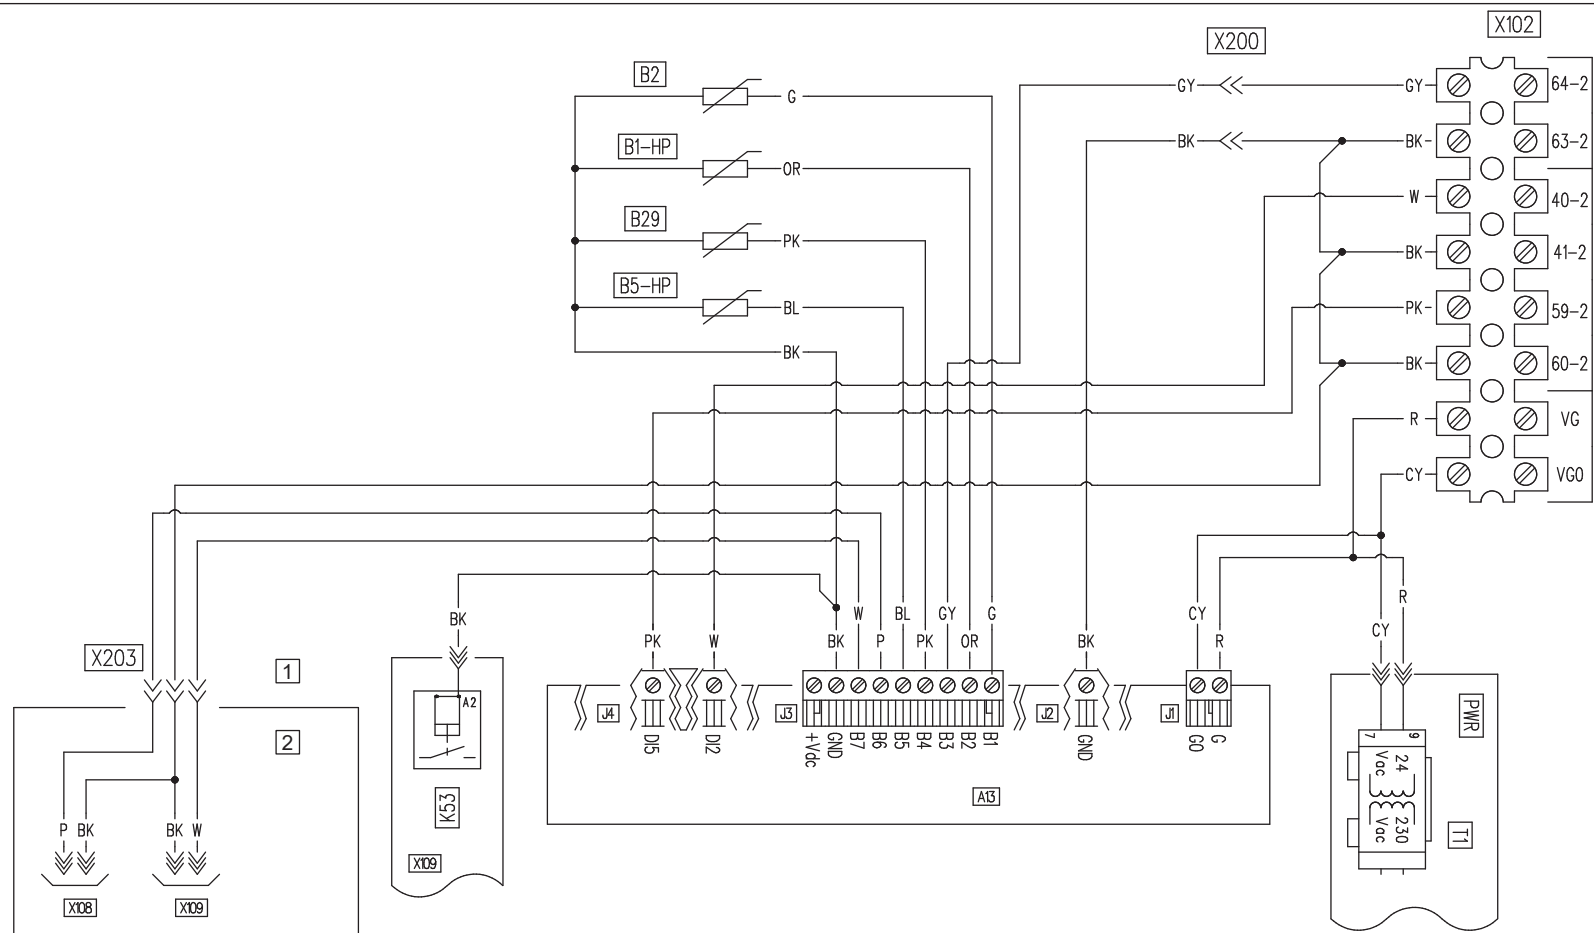 X102
X200
B2
G
GY
GY
64-2
B1-HP
OR
BK
BK
63-2
W
40-2
B29
PK
BK
41-2
B5-HP
BL
PK
59-2
BK
BK
60-2
R
VG
CY
VG0
BK
W
P
BL
PK
GY
OR
G
CY
R
R
CY
PK
W
BK
BK
X203
1
2
A2
J4
J3
J2
J1
DI5
DI2
+Vdc
GND
B7
B6
B5
B4
B3
B2
B1
GND
G0
G
A13
K53
X109
PWR
7
9
24
Vac
230
Vac
T1
P
BK
BK
W
X108
X109